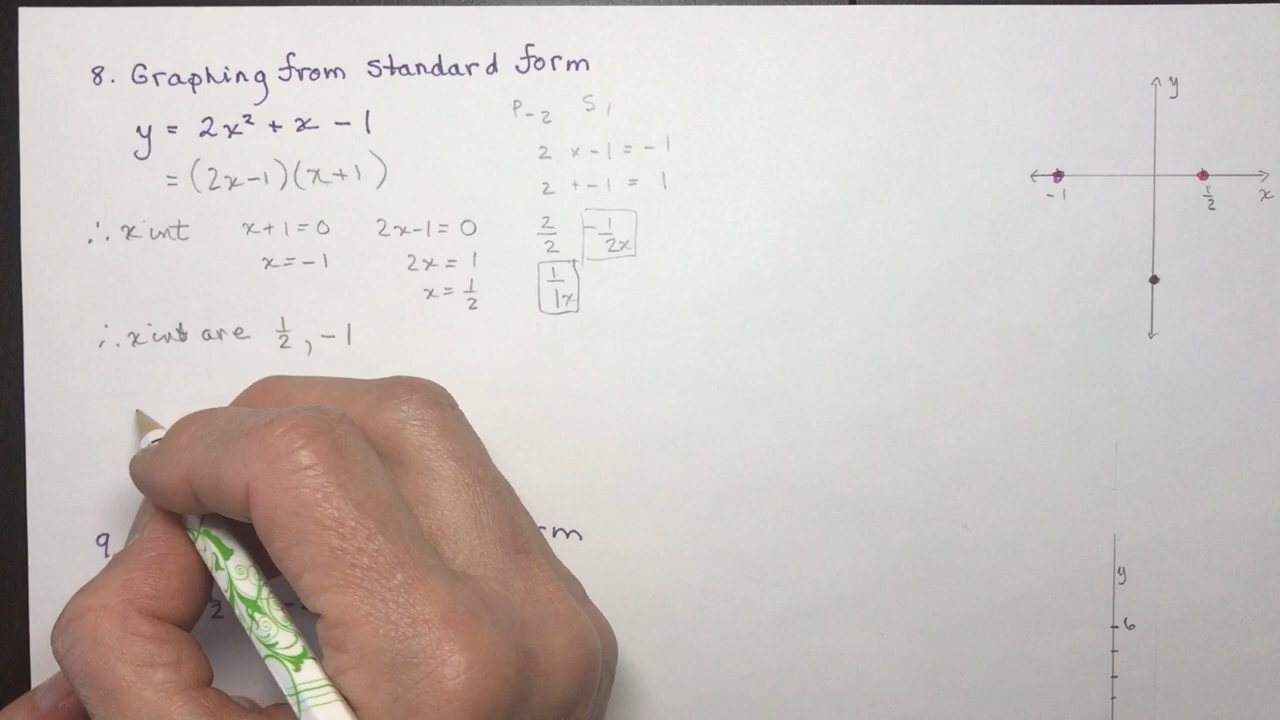 8. Graphing from standard form
y = 2x² + x - 1
= (2x-1)(x+1)
∴ x int x+1=0 2x-1=0
x=-1 2x=1
x=1/2
∴ x int are 1/2, -1
P-2 S1
2 x -1 = -1
2 + -1 = 1
2/2 -1/2x
1/1x
y
-1 1/2 x
9. rm
2
y
6